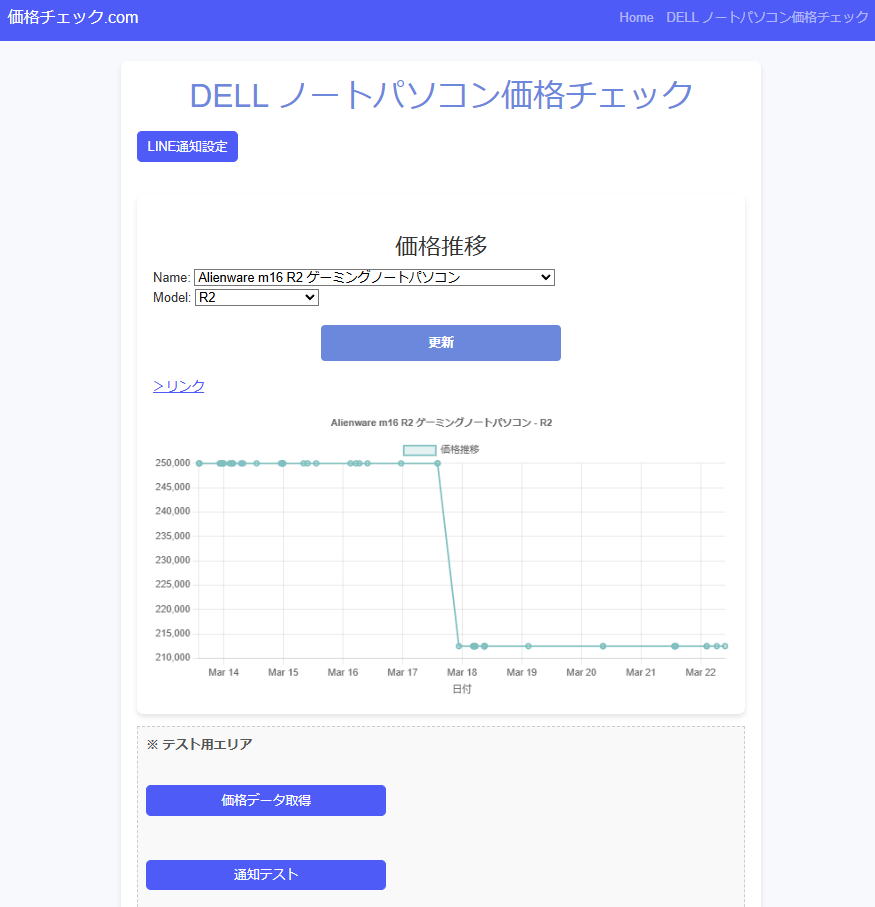 価格チェック.com
Home DELL ノートパソコン価格チェック
DELL ノートパソコン価格チェック
LINE通知設定
価格推移
Name: Alienware m16 R2 ゲーミングノートパソコン
Model: R2
更新
＞リンク
Alienware m16 R2 ゲーミングノートパソコン - R2
価格推移
250,000
245,000
240,000
235,000
230,000
225,000
220,000
215,000
210,000
Mar 14 Mar 15 Mar 16 Mar 17 Mar 18 Mar 19 Mar 20 Mar 21 Mar 22
日付
※ テスト用エリア
価格データ取得
通知テスト